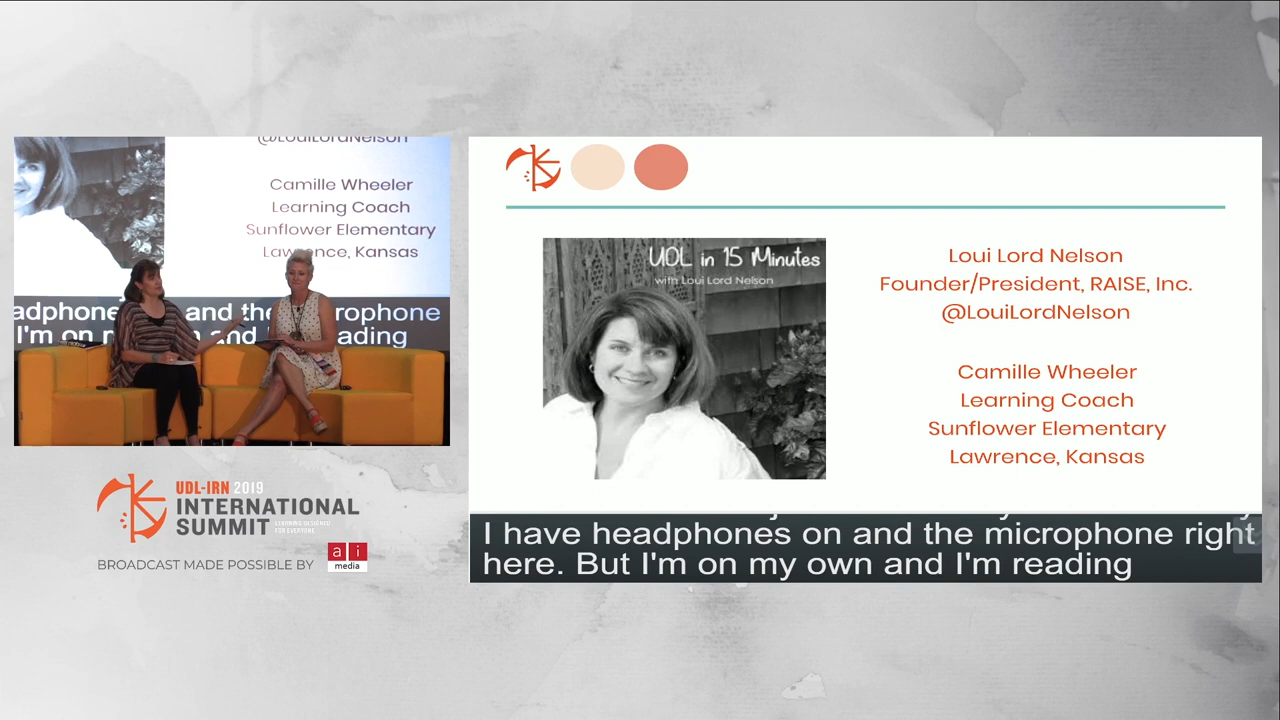 @LouiLordNelson
Camille Wheeler
Learning Coach
Sunflower Elementary
Lawrence, Kansas
and the
I'm on
and
reading
UDL-IRN 2019
INTERNATIONAL
SUMMIT
LEARNING DESIGNED
FOR EVERYONE
BROADCAST MADE POSSIBLE BY
ai
media
UDL in 15 Minutes
with Loui Lord Nelson
Loui Lord Nelson
Founder/President, RAISE, Inc.
@LouiLordNelson
Camille Wheeler
Learning Coach
Sunflower Elementary
Lawrence, Kansas
I have headphones on and the microphone right
here. But I'm on my own and I'm reading